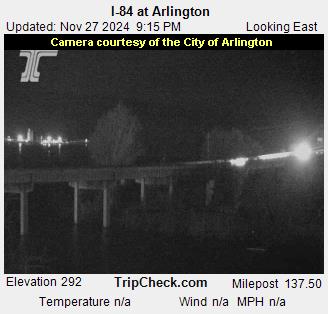 I-84 at Arlington
Updated: Nov 27 2024 9:15 PM Looking East
Camera courtesy of the City of Arlington
Elevation 292 TripCheck.com Milepost 137.50
Temperature n/a Wind n/a MPH n/a